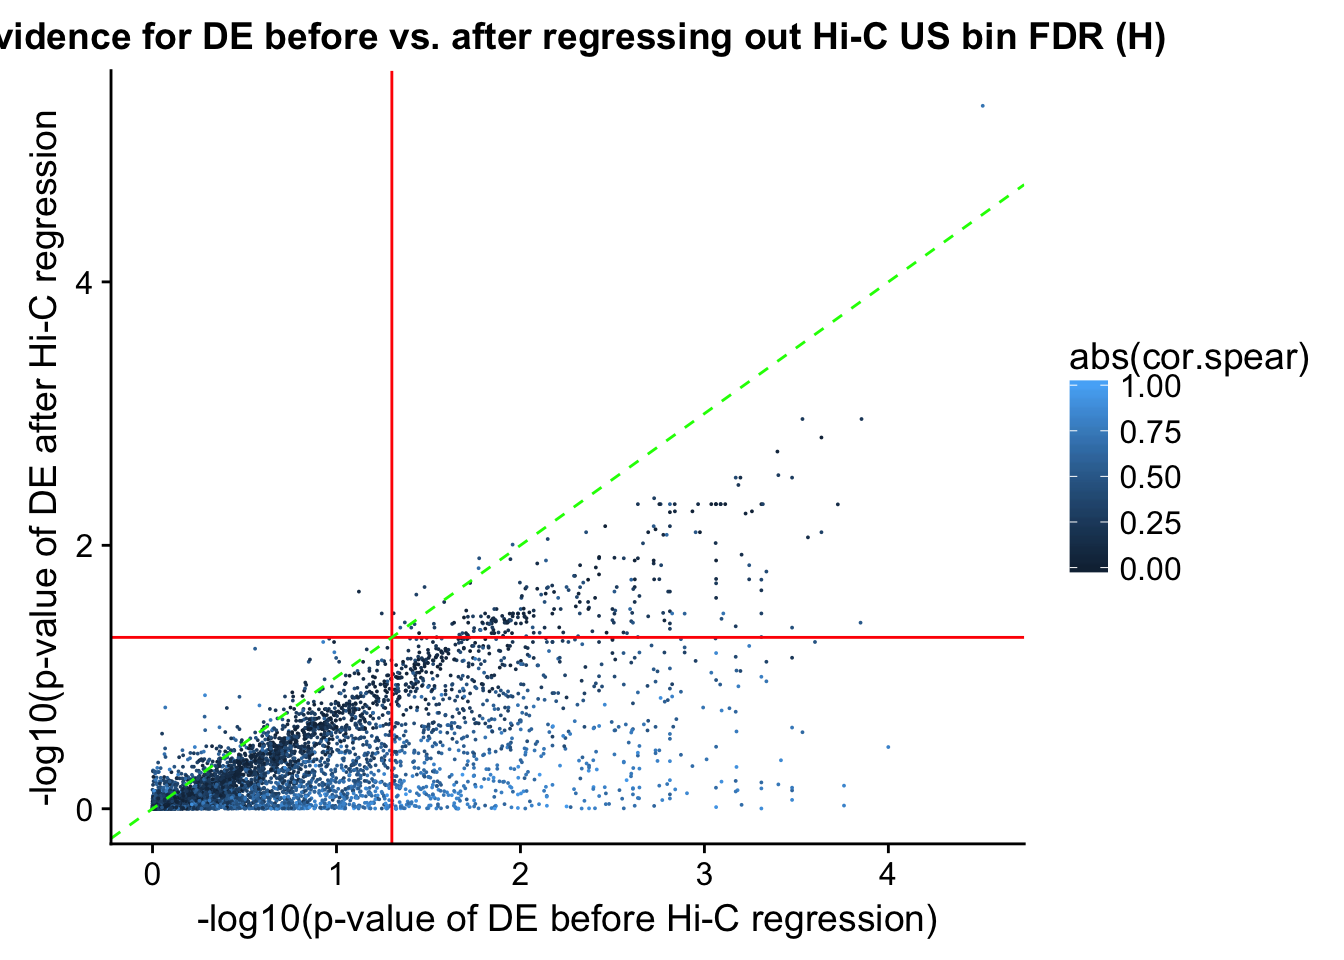 vidence for DE before vs. after regressing out Hi-C US bin FDR (H)
-log10(p-value of DE after Hi-C regression
4
2
0
0 1 2 3 4
-log10(p-value of DE before Hi-C regression)
abs(cor.spear)
1.00
0.75
0.50
0.25
0.00